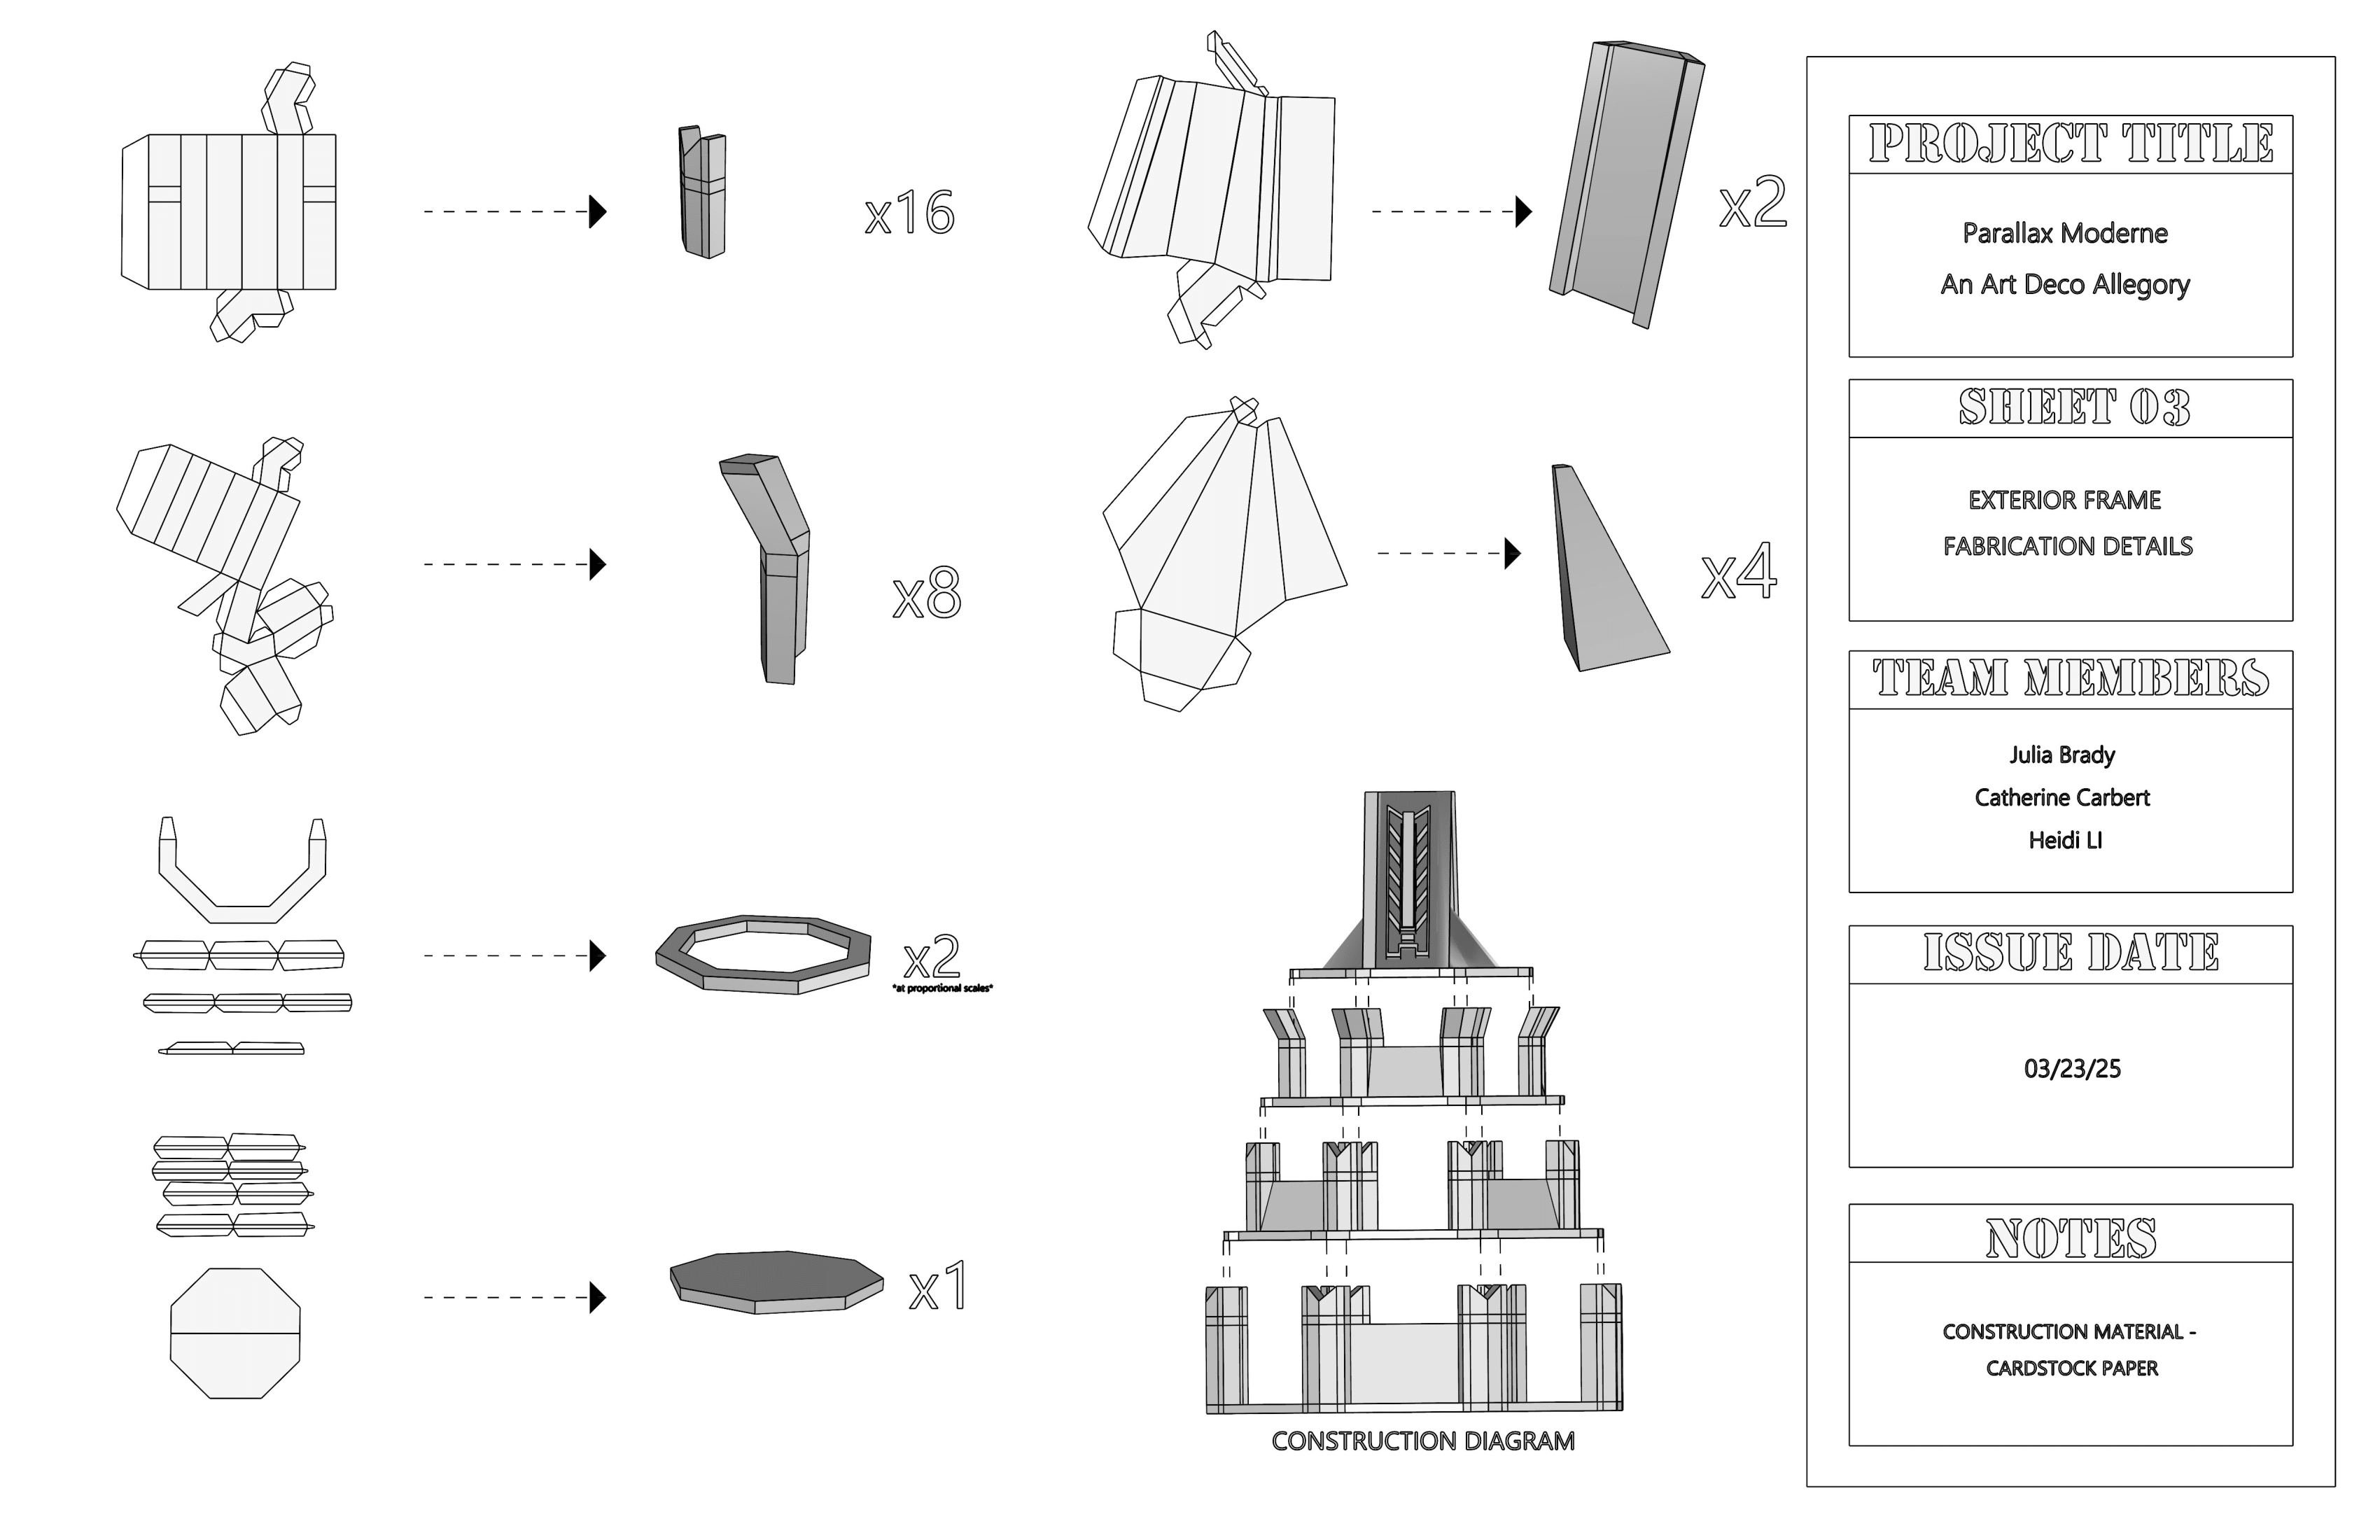 x16
x2
x8
x4
x2
*at proportional scales*
x1
CONSTRUCTION DIAGRAM
PROJECT TITLE
Parallax Moderne
An Art Deco Allegory
SHEET 03
EXTERIOR FRAME
FABRICATION DETAILS
TEAM MEMBERS
Julia Brady
Catherine Carbert
Heidi LI
ISSUE DATE
03/23/25
NOTES
CONSTRUCTION MATERIAL -
CARDSTOCK PAPER